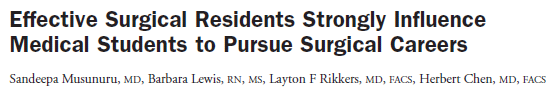 Effective Surgical Residents Strongly Influence
Medical Students to Pursue Surgical Careers
Sandeepa Musunuru, MD, Barbara Lewis, RN, MS, Layton F Rikkers, MD, FACS, Herbert Chen, MD, FACS